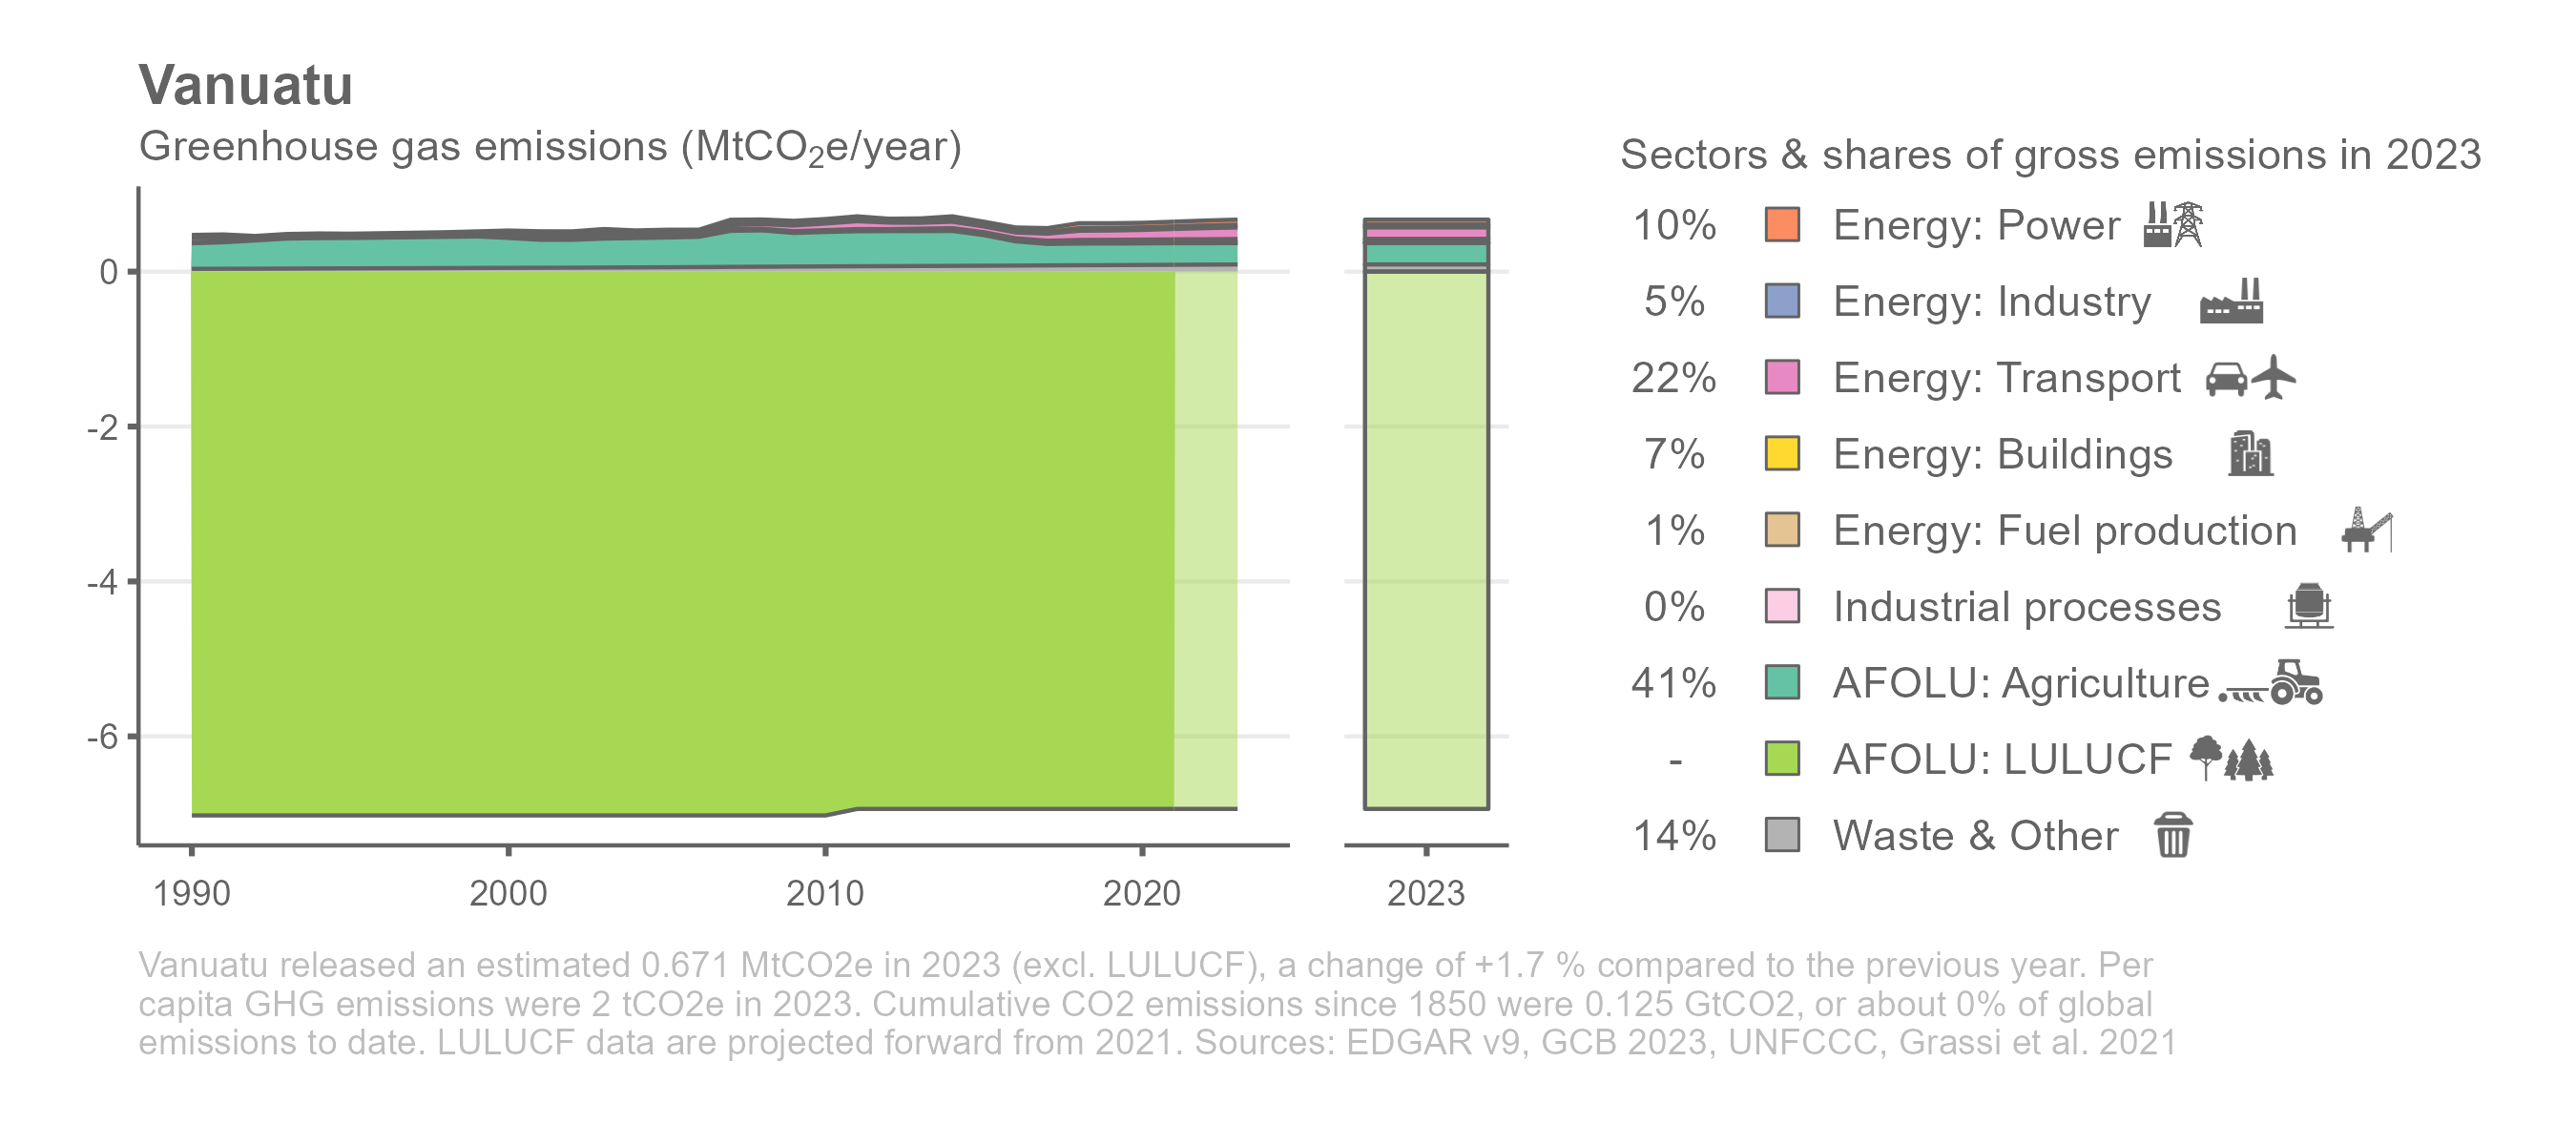 Vanuatu
Greenhouse gas emissions (MtCO₂e/year)
0
-2
-4
-6
1990
2000
2010
2020
2023
Sectors & shares of gross emissions in 2023
10% Energy: Power
5% Energy: Industry
22% Energy: Transport
7% Energy: Buildings
1% Energy: Fuel production
0% Industrial processes
41% AFOLU: Agriculture
- AFOLU: LULUCF
14% Waste & Other
Vanuatu released an estimated 0.671 MtCO2e in 2023 (excl. LULUCF), a change of +1.7 % compared to the previous year. Per
capita GHG emissions were 2 tCO2e in 2023. Cumulative CO2 emissions since 1850 were 0.125 GtCO2, or about 0% of global
emissions to date. LULUCF data are projected forward from 2021. Sources: EDGAR v9, GCB 2023, UNFCCC, Grassi et al. 2021